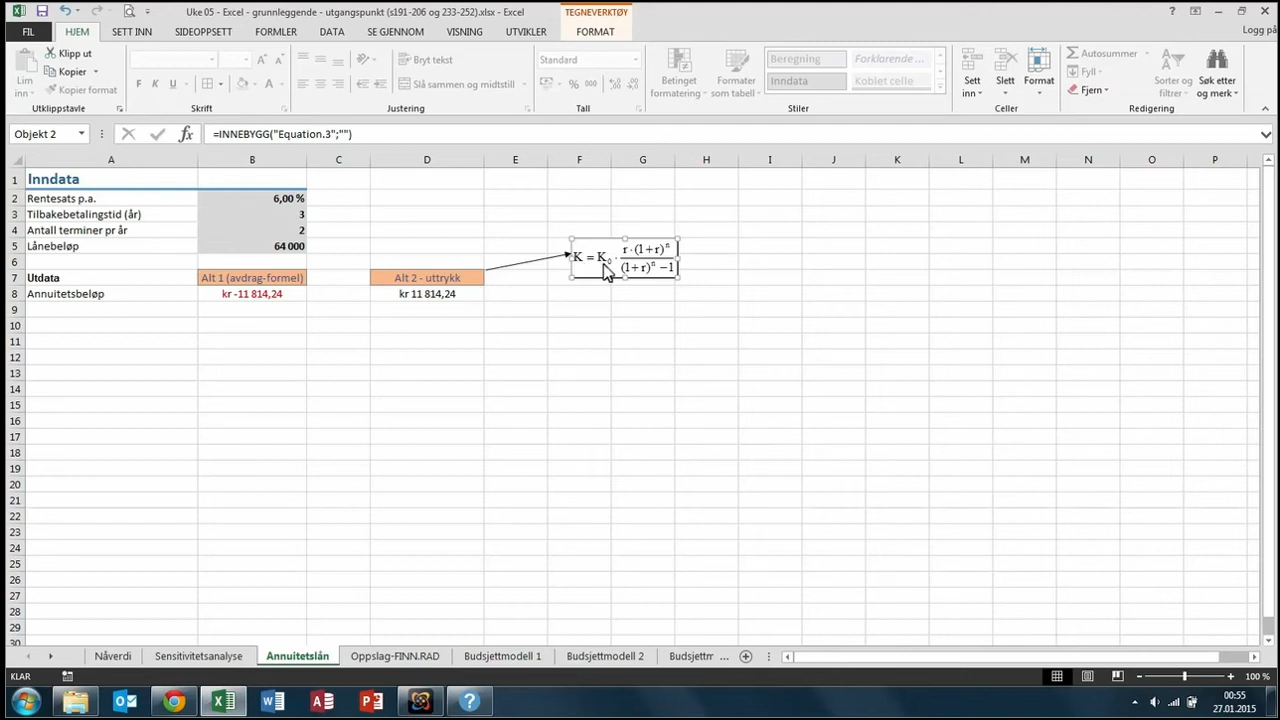 Uke 05 - Excel - grunnleggende - utgangspunkt (s191-206 og 233-252).xlsx - Excel
TEGNEVERKTØY
FIL HJEM SETT INN SIDEOPPSETT FORMLER DATA SE GJENNOM VISNING UTVIKLER FORMAT
Logg på
Lim inn
Klipp ut
Kopier
Kopier format
Utklippstavle
F K U
Skrift
Bryt tekst
Slå sammen og midtstill
Justering
Standard
% 000
Tall
Betinget formatering
Formater som tabell
Beregning
Forklarende ...
Inndata
Koblet celle
Stiler
Sett inn
Slett
Format
Celler
Autosummer
Fyll
Fjern
Sorter og filtrer
Søk etter og merk
Redigering
Objekt 2
fx
=INNEBYGG("Equation.3";"")
A B C D E F G H I J K L M N O P
1 Inndata
2 Rentesats p.a. 6,00 %
3 Tilbakebetalingstid (år) 3
4 Antall terminer pr år 2
5 Lånebeløp 64 000
K = K₀ · r · (1+r)ⁿ / (1+r)ⁿ −1
6
7 Utdata Alt 1 (avdrag-formel) Alt 2 - uttrykk
8 Annuitetsbeløp kr -11 814,24 kr 11 814,24
9
10
11
12
13
14
15
16
17
18
19
20
21
22
23
24
25
26
27
28
29
30
Nåverdi Sensitivitetsanalyse Annuitetslån Oppslag-FINN.RAD Budsjettmodell 1 Budsjettmodell 2 Budsjettm ...
KLAR
100 %
00:55
27.01.2015